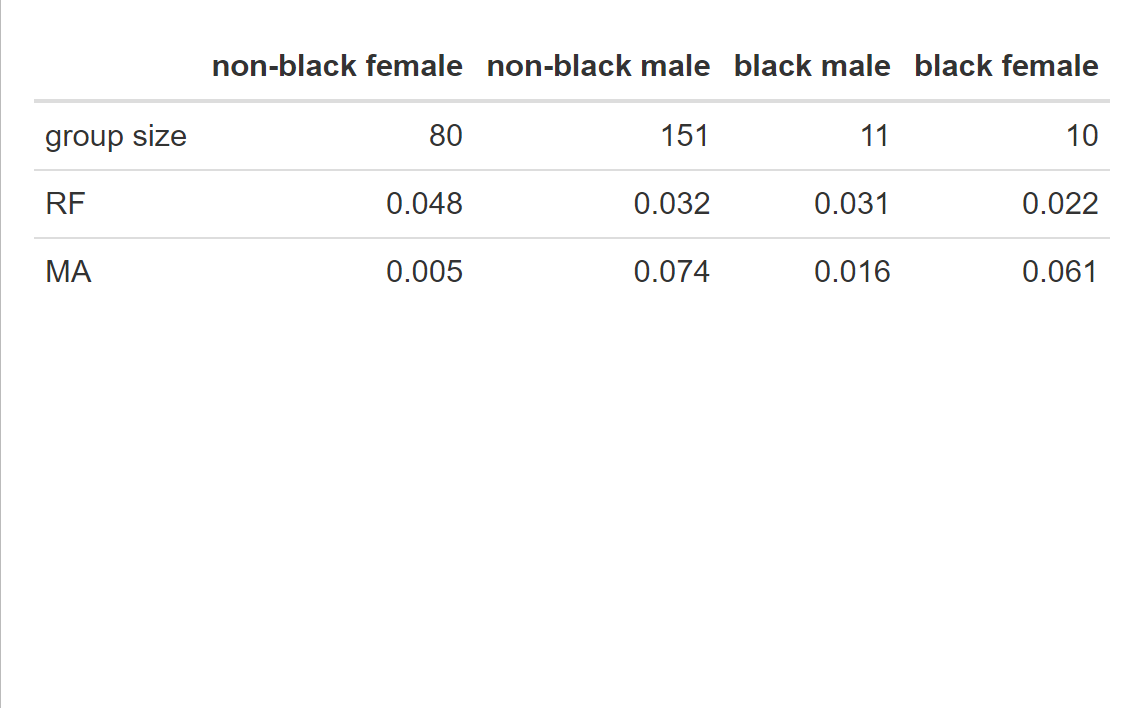 non-black female non-black male black male black female
group size 80 151 11 10
RF 0.048 0.032 0.031 0.022
MA 0.005 0.074 0.016 0.061